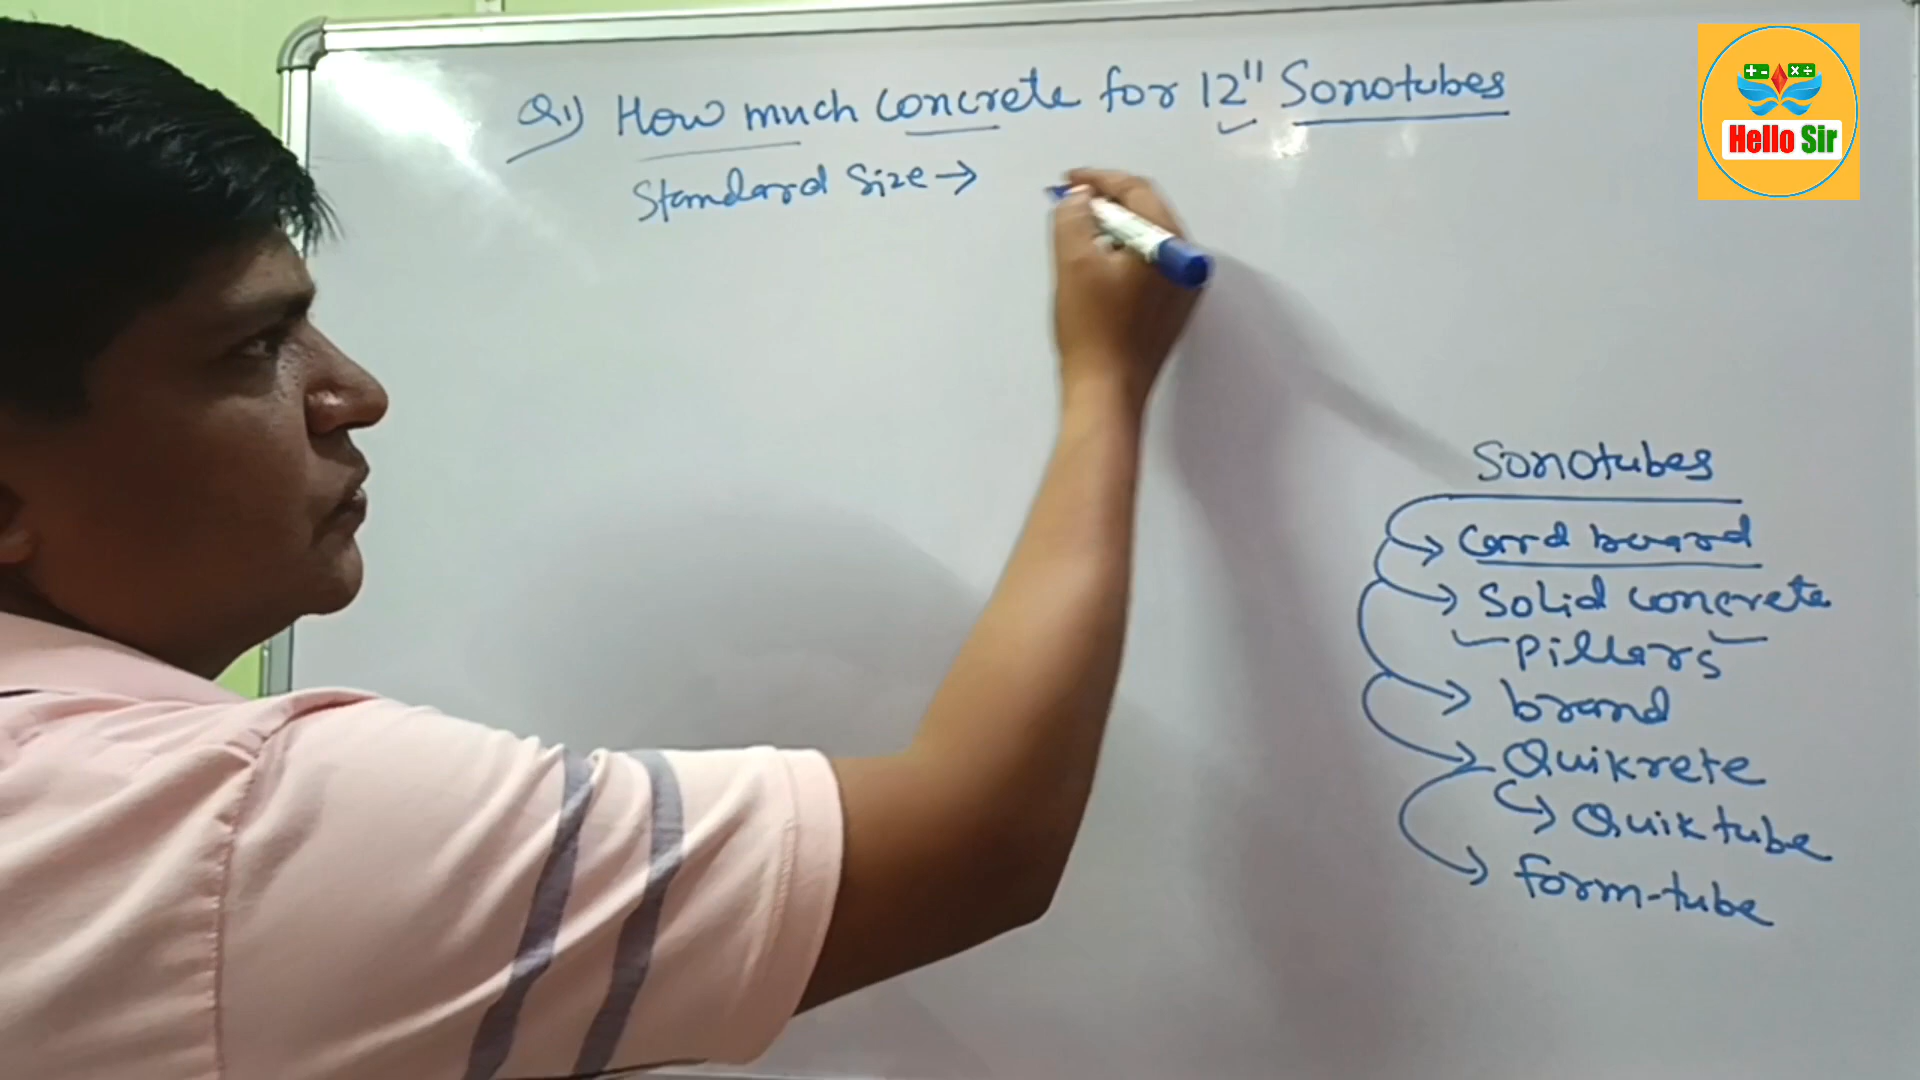 Q1) How much concrete for 12" Sonotubes
Standard Size →
+ - × ÷
Hello Sir
Sonotubes
→ Card board
→ Solid concrete
Pillars
→ brand
→ Quikrete
→ Quik tube
→ form-tube